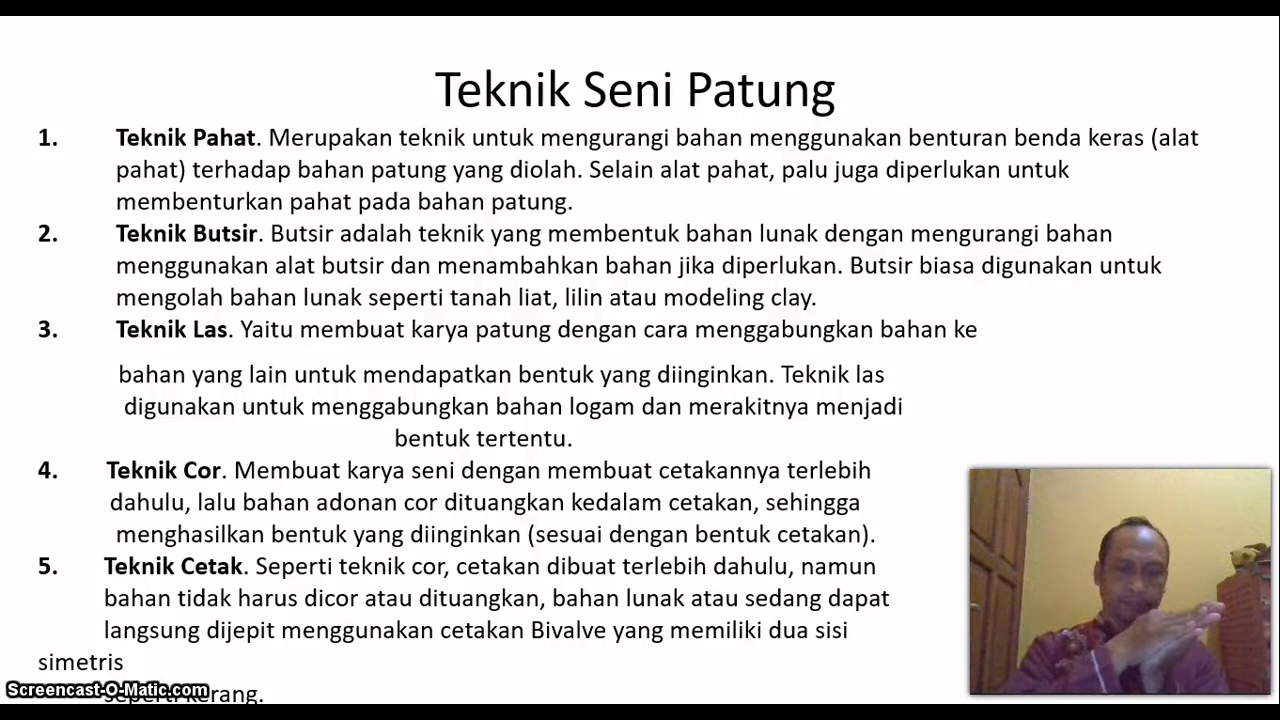 Teknik Seni Patung
1. Teknik Pahat. Merupakan teknik untuk mengurangi bahan menggunakan benturan benda keras (alat
pahat) terhadap bahan patung yang diolah. Selain alat pahat, palu juga diperlukan untuk
membenturkan pahat pada bahan patung.
2. Teknik Butsir. Butsir adalah teknik yang membentuk bahan lunak dengan mengurangi bahan
menggunakan alat butsir dan menambahkan bahan jika diperlukan. Butsir biasa digunakan untuk
mengolah bahan lunak seperti tanah liat, lilin atau modeling clay.
3. Teknik Las. Yaitu membuat karya patung dengan cara menggabungkan bahan ke
bahan yang lain untuk mendapatkan bentuk yang diinginkan. Teknik las
digunakan untuk menggabungkan bahan logam dan merakitnya menjadi
bentuk tertentu.
4. Teknik Cor. Membuat karya seni dengan membuat cetakannya terlebih
dahulu, lalu bahan adonan cor dituangkan kedalam cetakan, sehingga
menghasilkan bentuk yang diinginkan (sesuai dengan bentuk cetakan).
5. Teknik Cetak. Seperti teknik cor, cetakan dibuat terlebih dahulu, namun
bahan tidak harus dicor atau dituangkan, bahan lunak atau sedang dapat
langsung dijepit menggunakan cetakan Bivalve yang memiliki dua sisi
simetris
seperti kerang.
Screencast-O-Matic.com